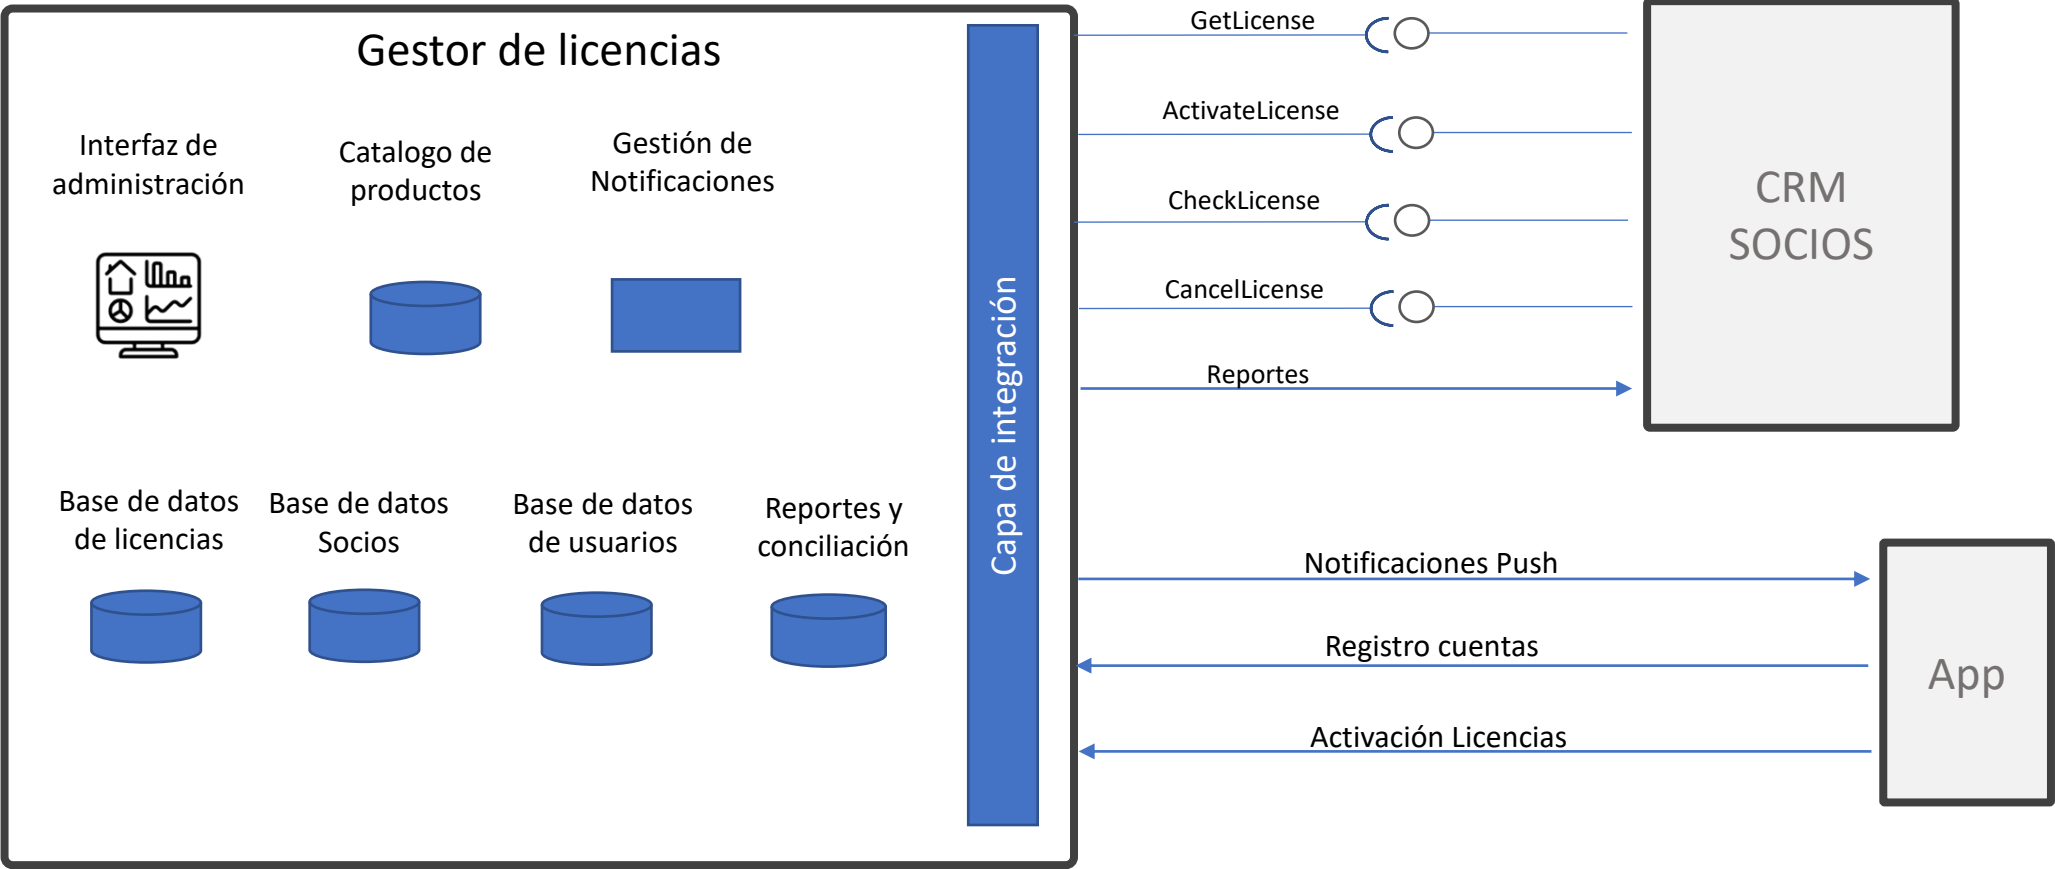 Gestor de licencias
Interfaz de
administración
Catalogo de
productos
Gestión de
Notificaciones
Base de datos
de licencias
Base de datos
Socios
Base de datos
de usuarios
Reportes y
conciliación
Capa de integración
GetLicense
ActivateLicense
CheckLicense
CancelLicense
Reportes
CRM
SOCIOS
Notificaciones Push
Registro cuentas
Activación Licencias
App